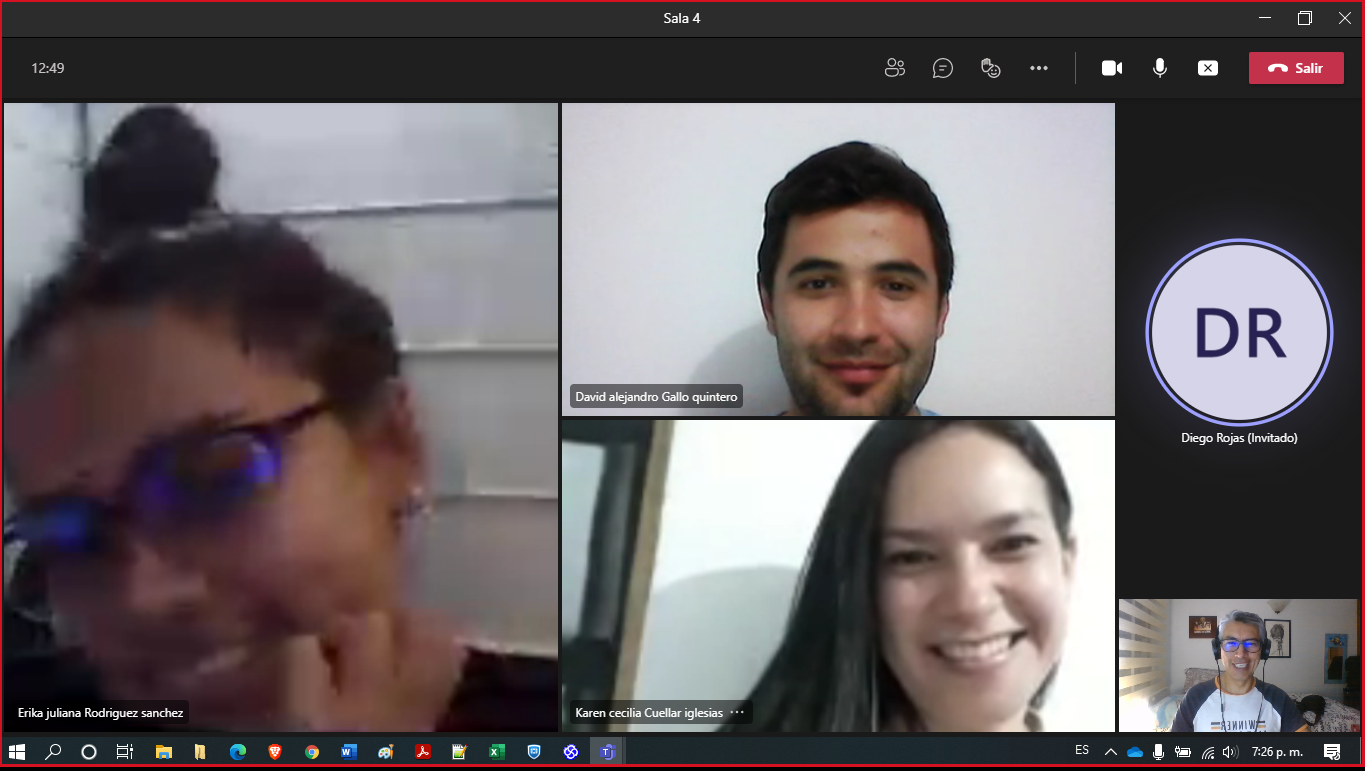 Sala 4
12:49
Salir
David alejandro Gallo quintero
DR
Diego Rojas (Invitado)
Erika juliana Rodriguez sanchez
Karen cecilia Cuellar iglesias ···
WINNES
ES
7:26 p. m.